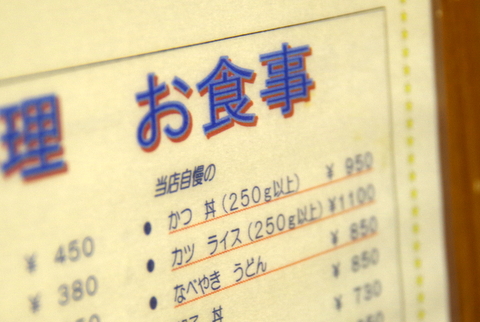 理
¥ 450
¥ 380
50
お食事
当店自慢の
• かつ 丼(250g以上) ¥ 950
• カツ ライス(250g以上) ¥1100
• なべやき うどん ¥ 850
丼 ¥ 850
¥ 730